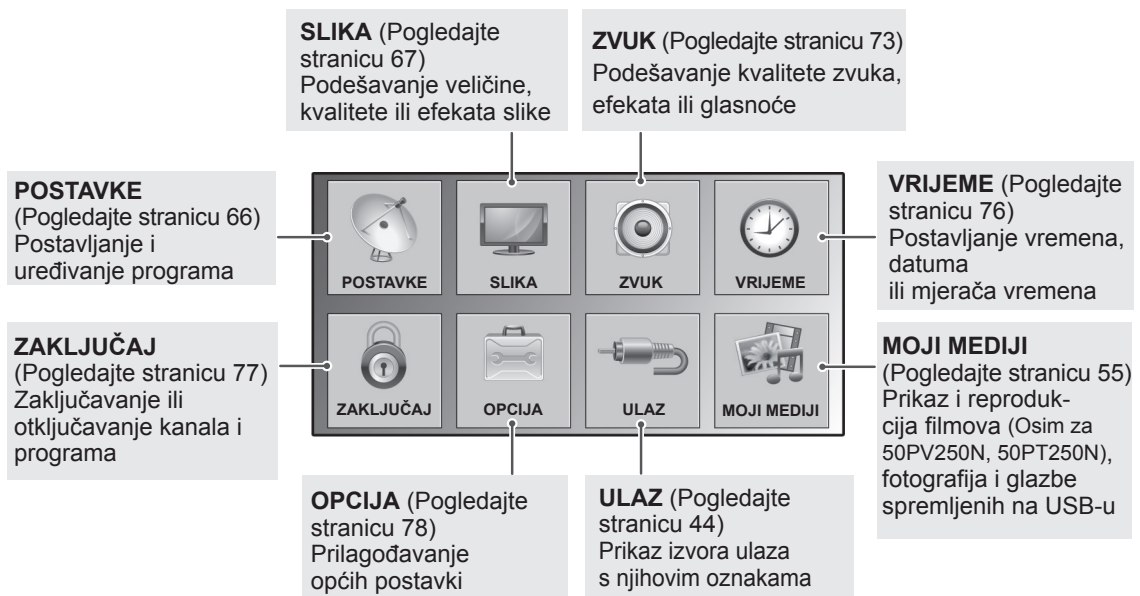 SLIKA (Pogledajte
stranicu 67)
Podešavanje veličine,
kvalitete ili efekata slike
ZVUK (Pogledajte stranicu 73)
Podešavanje kvalitete zvuka,
efekata ili glasnoće
POSTAVKE
(Pogledajte stranicu 66)
Postavljanje i
uređivanje programa
VRIJEME (Pogledajte
stranicu 76)
Postavljanje vremena,
datuma
ili mjerača vremena
POSTAVKE
SLIKA
ZVUK
VRIJEME
ZAKLJUČAJ
OPCIJA
ULAZ
MOJI MEDIJI
ZAKLJUČAJ
(Pogledajte stranicu 77)
Zaključavanje ili
otključavanje kanala i
programa
MOJI MEDIJI
(Pogledajte stranicu 55)
Prikaz i reproduk-
cija filmova (Osim za
50PV250N, 50PT250N),
fotografija i glazbe
spremljenih na USB-u
OPCIJA (Pogledajte
stranicu 78)
Prilagođavanje
općih postavki
ULAZ (Pogledajte
stranicu 44)
Prikaz izvora ulaza
s njihovim oznakama